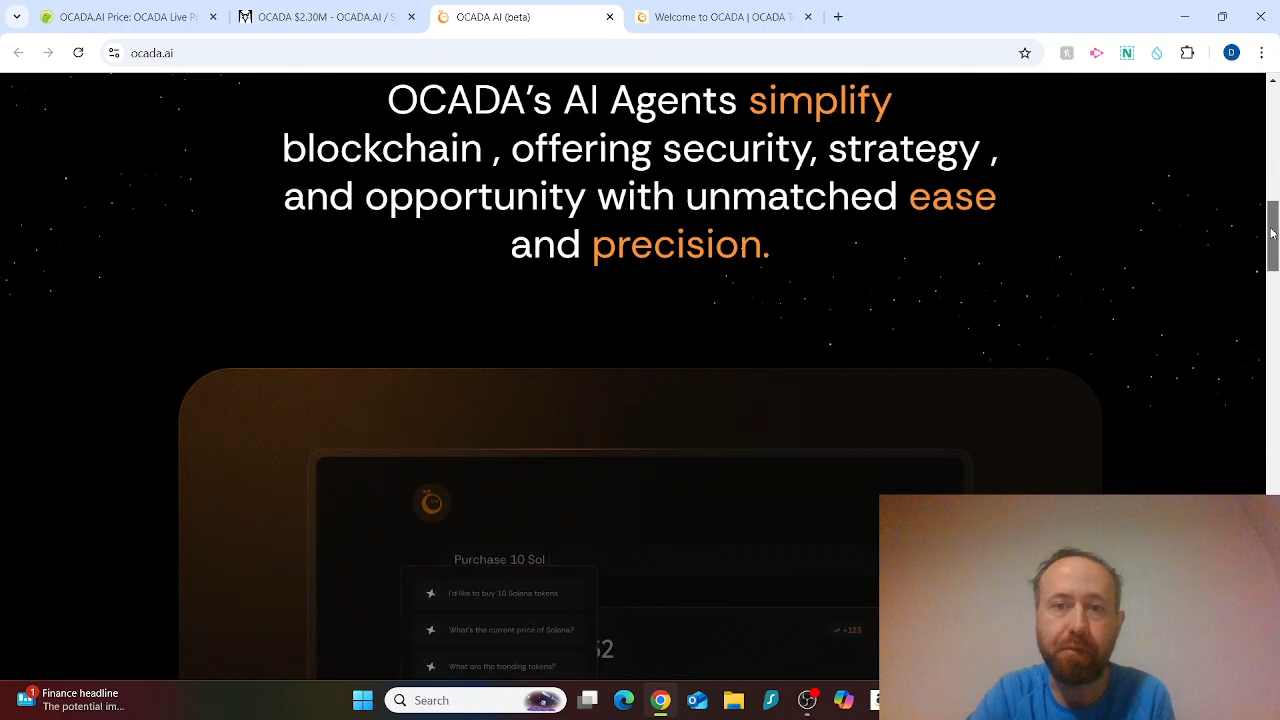 OCADA.AI Price: OCADA Live P
OCADA $2.30M - OCADA / S
OCADA (beta)
Welcome to OCADA | T
ocada.ai
D
OCADA's AI Agents simplify
blockchain , offering security, strategy ,
and opportunity with unmatched ease
and precision.
Purchase 10 Sol
I'd like to buy 10 Solana tokens
What's the current price of Solana?
What are the trending tokens?
52
+123
1
Finance headline
The potential im...
Search